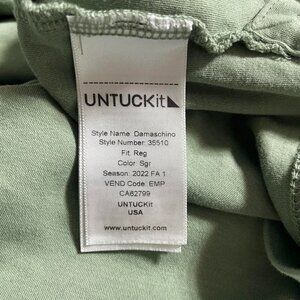 UNTUCKit
Style Name: Damaschino
Style Number: 35510
Fit: Reg
Color: Sgr
Season: 2022 FA 1
VEND Code: EMP
CA62799
UNTUCKit
USA
www.untuckit.com